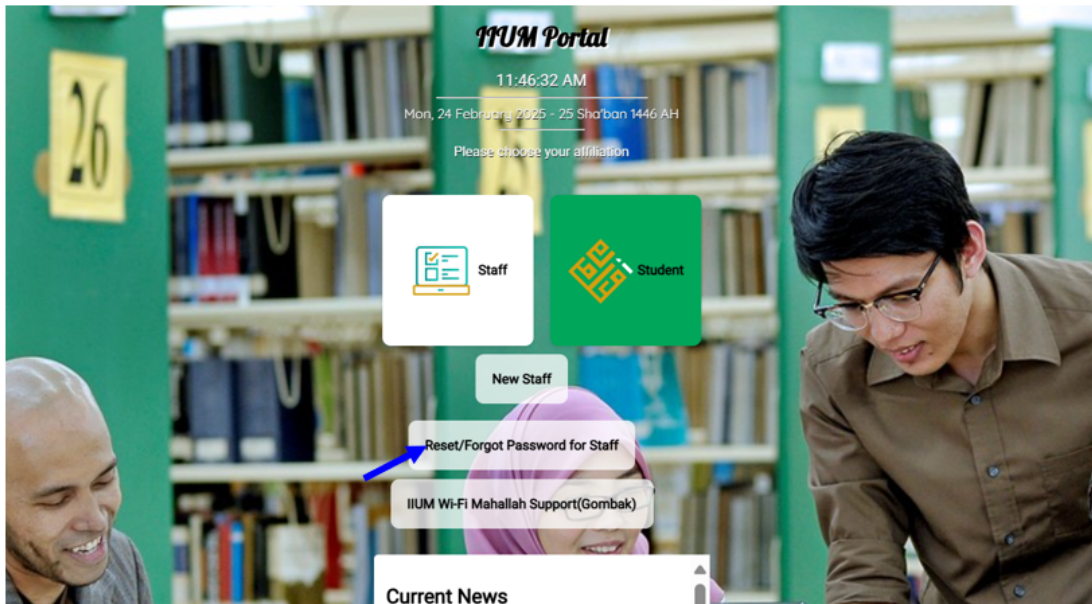 IIUM Portal
11:46:32 AM
Mon, 24 February 2025 - 25 Sha'ban 1446 AH
Please choose your affiliation
26
Staff
Student
New Staff
Reset/Forgot Password for Staff
IIUM Wi-Fi Mahallah Support(Gombak)
Current News